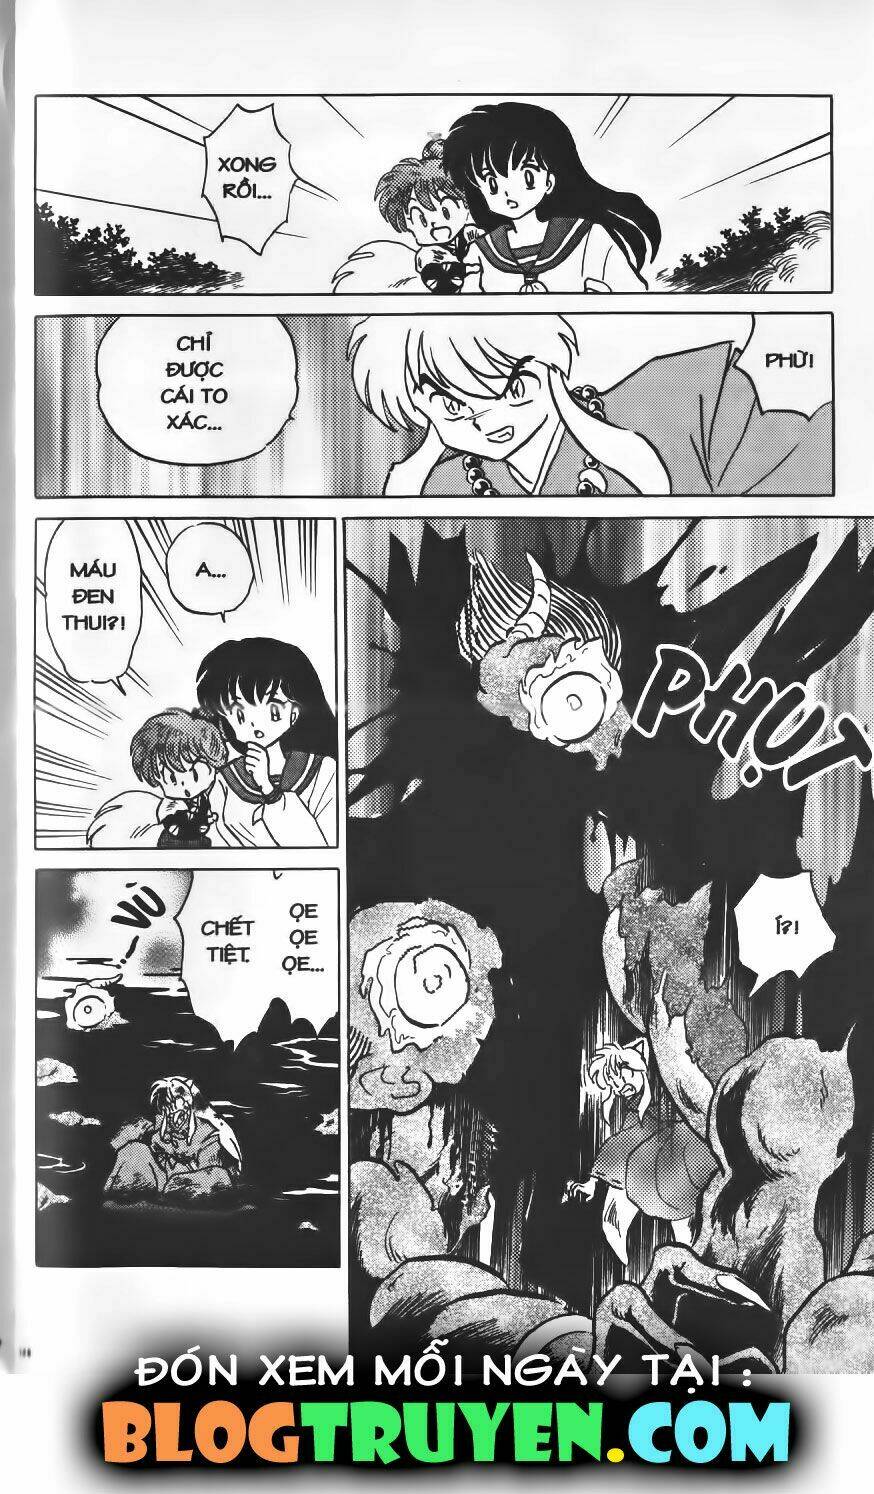 XONG
RỒI...
PHỪ!
CHỈ
ĐƯỢC
CÁI TO
XÁC...
A...
MÁU
ĐEN
THUI?!
PHỤT
Í?!
ỌE
ỌE
ỌE...
CHẾT
TIỆT.
VÙ
ĐÓN XEM MỖI NGÀY TẠI :
BLOGTRUYEN.COM